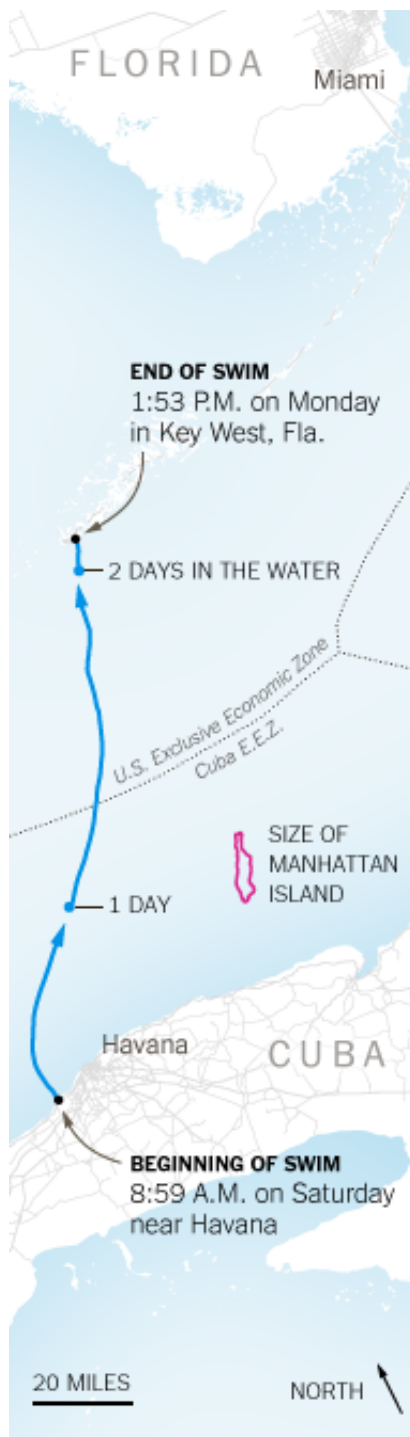 FLORIDA
Miami
END OF SWIM
1:53 P.M. on Monday
in Key West, Fla.
2 DAYS IN THE WATER
U.S. Exclusive Economic Zone
Cuba E.E.Z.
SIZE OF
MANHATTAN
ISLAND
1 DAY
Havana
CUBA
BEGINNING OF SWIM
8:59 A.M. on Saturday
near Havana
20 MILES
NORTH